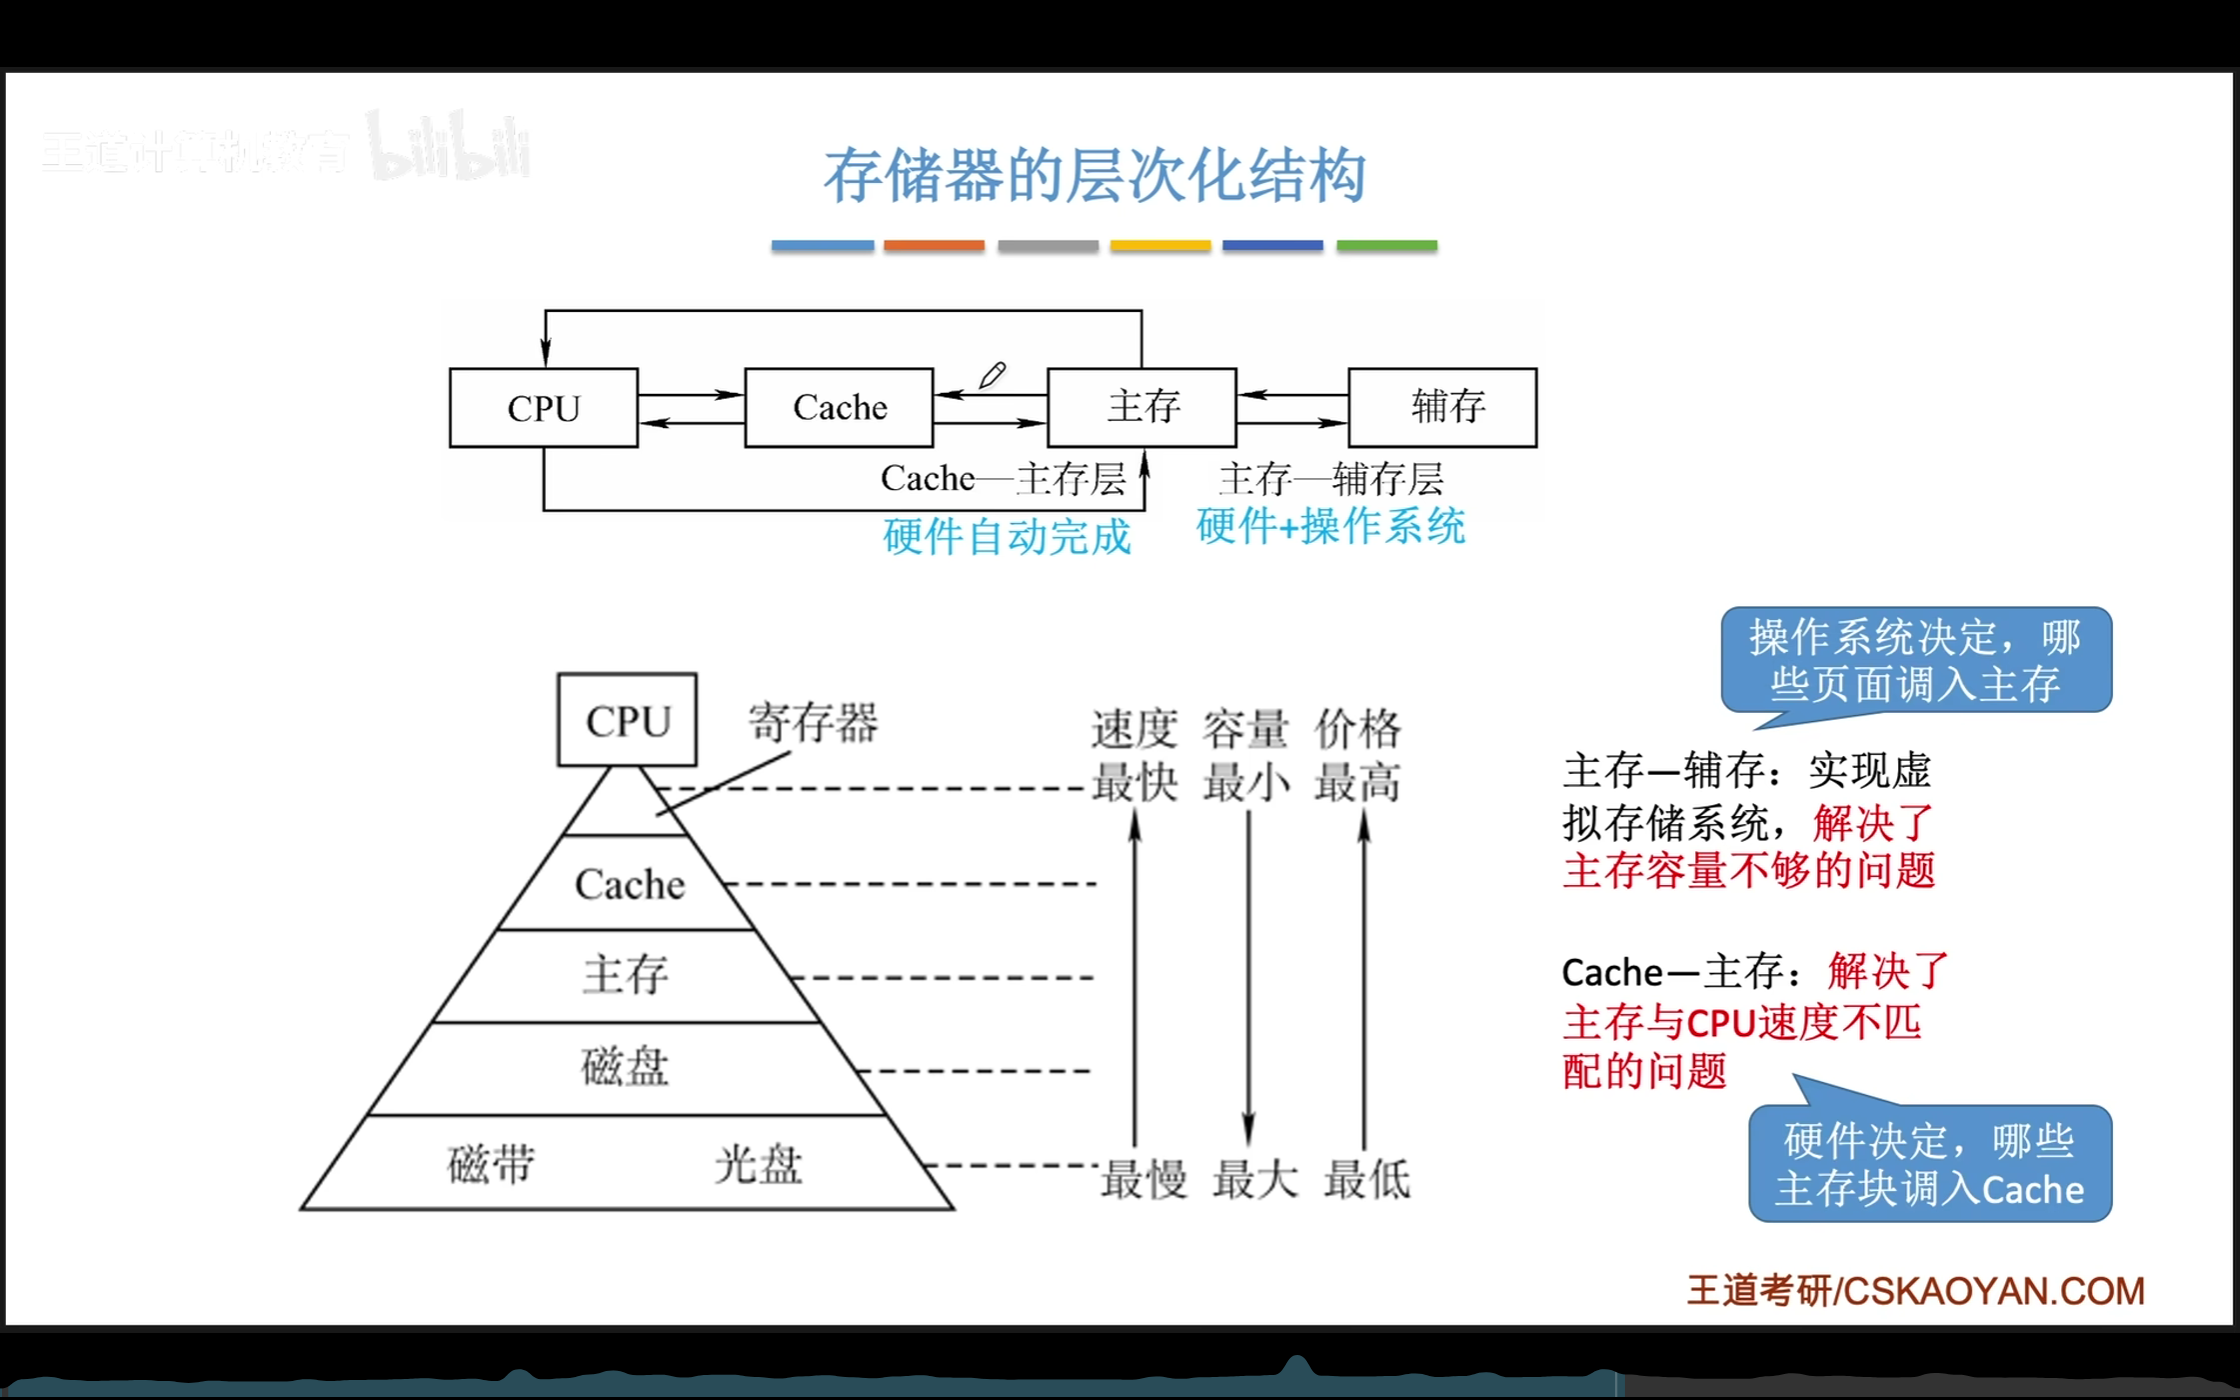 王道计算机教育 bilibili
存储器的层次化结构
CPU
Cache
主存
辅存
Cache—主存层
主存—辅存层
硬件自动完成
硬件+操作系统
CPU
寄存器
Cache
主存
磁盘
磁带
光盘
速度 容量 价格
最快 最小 最高
最慢 最大 最低
操作系统决定，哪
些页面调入主存
主存—辅存：实现虚
拟存储系统，解决了
主存容量不够的问题
Cache—主存：解决了
主存与CPU速度不匹
配的问题
硬件决定，哪些
主存块调入Cache
王道考研/CSKAOYAN.COM